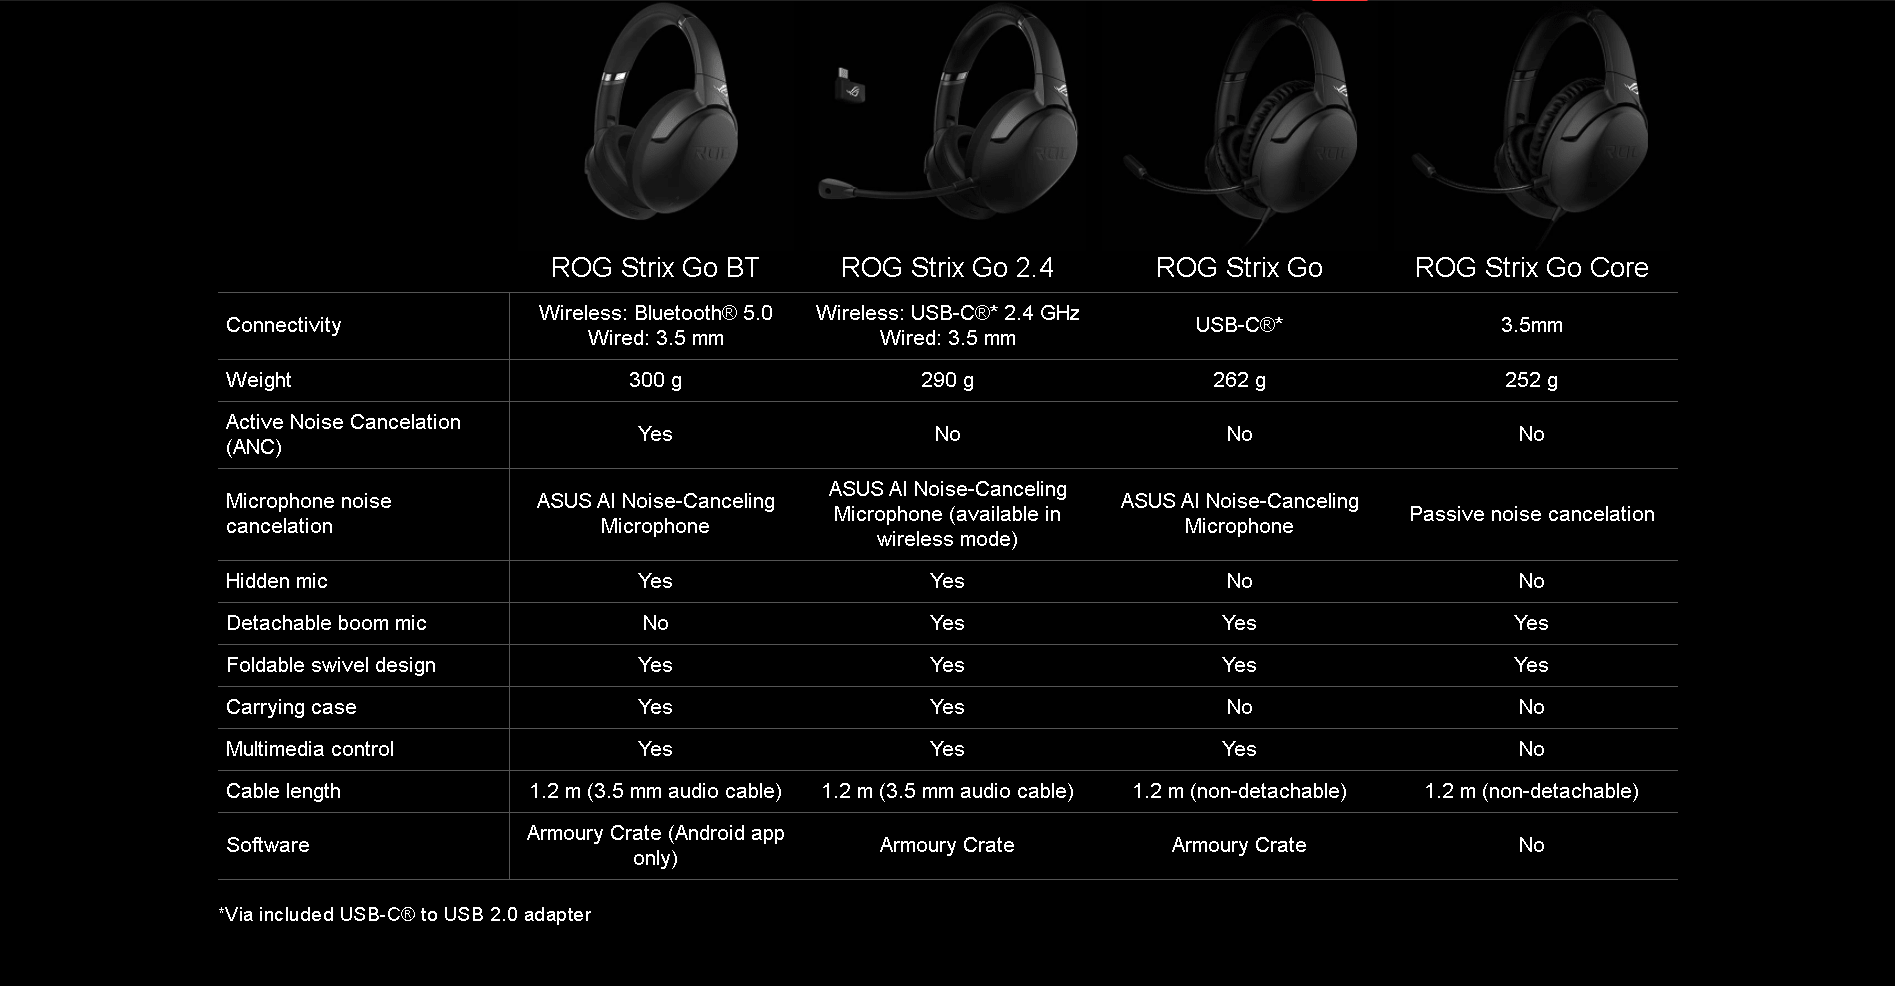 ROG Strix Go BT ROG Strix Go 2.4 ROG Strix Go ROG Strix Go Core
Connectivity
Wireless: Bluetooth® 5.0
Wired: 3.5 mm
Wireless: USB-C®* 2.4 GHz
Wired: 3.5 mm
USB-C®*
3.5mm
Weight 300 g 290 g 262 g 252 g
Active Noise Cancelation
(ANC)
Yes No No No
Microphone noise
cancelation
ASUS AI Noise-Canceling
Microphone
ASUS AI Noise-Canceling
Microphone (available in
wireless mode)
ASUS AI Noise-Canceling
Microphone
Passive noise cancelation
Hidden mic Yes Yes No No
Detachable boom mic No Yes Yes Yes
Foldable swivel design Yes Yes Yes Yes
Carrying case Yes Yes No No
Multimedia control Yes Yes Yes No
Cable length 1.2 m (3.5 mm audio cable) 1.2 m (3.5 mm audio cable) 1.2 m (non-detachable) 1.2 m (non-detachable)
Software
Armoury Crate (Android app
only)
Armoury Crate
Armoury Crate
No
*Via included USB-C® to USB 2.0 adapter